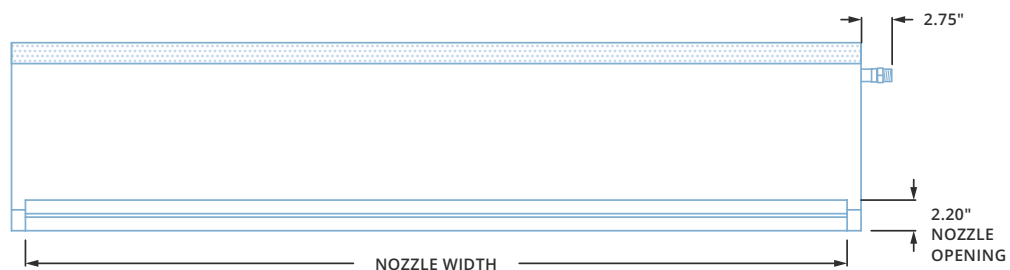 2.75"
2.20"
NOZZLE
OPENING
NOZZLE WIDTH